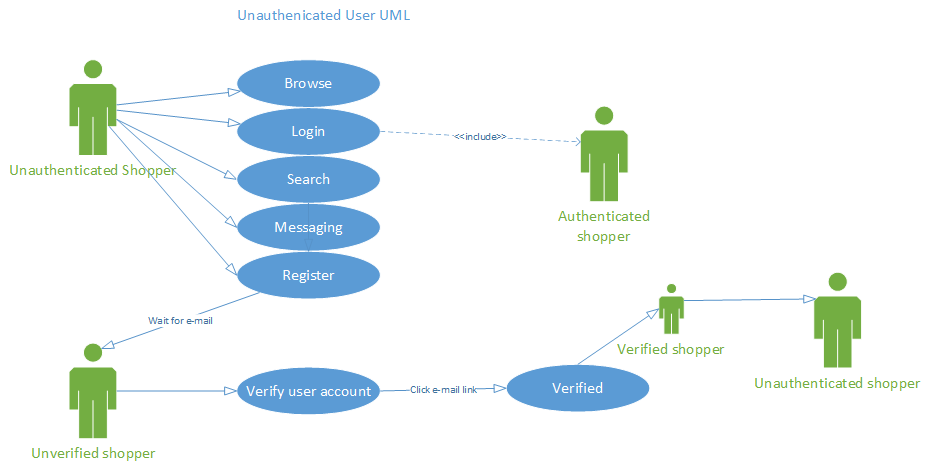 Unauthenicated User UML
Browse
Login
<<include>>
Search
Unauthenticated Shopper
Messaging
Authenticated
shopper
Register
Wait for e-mail
Verified shopper
Unauthenticated shopper
Verify user account
Click e-mail link
Verified
Unverified shopper